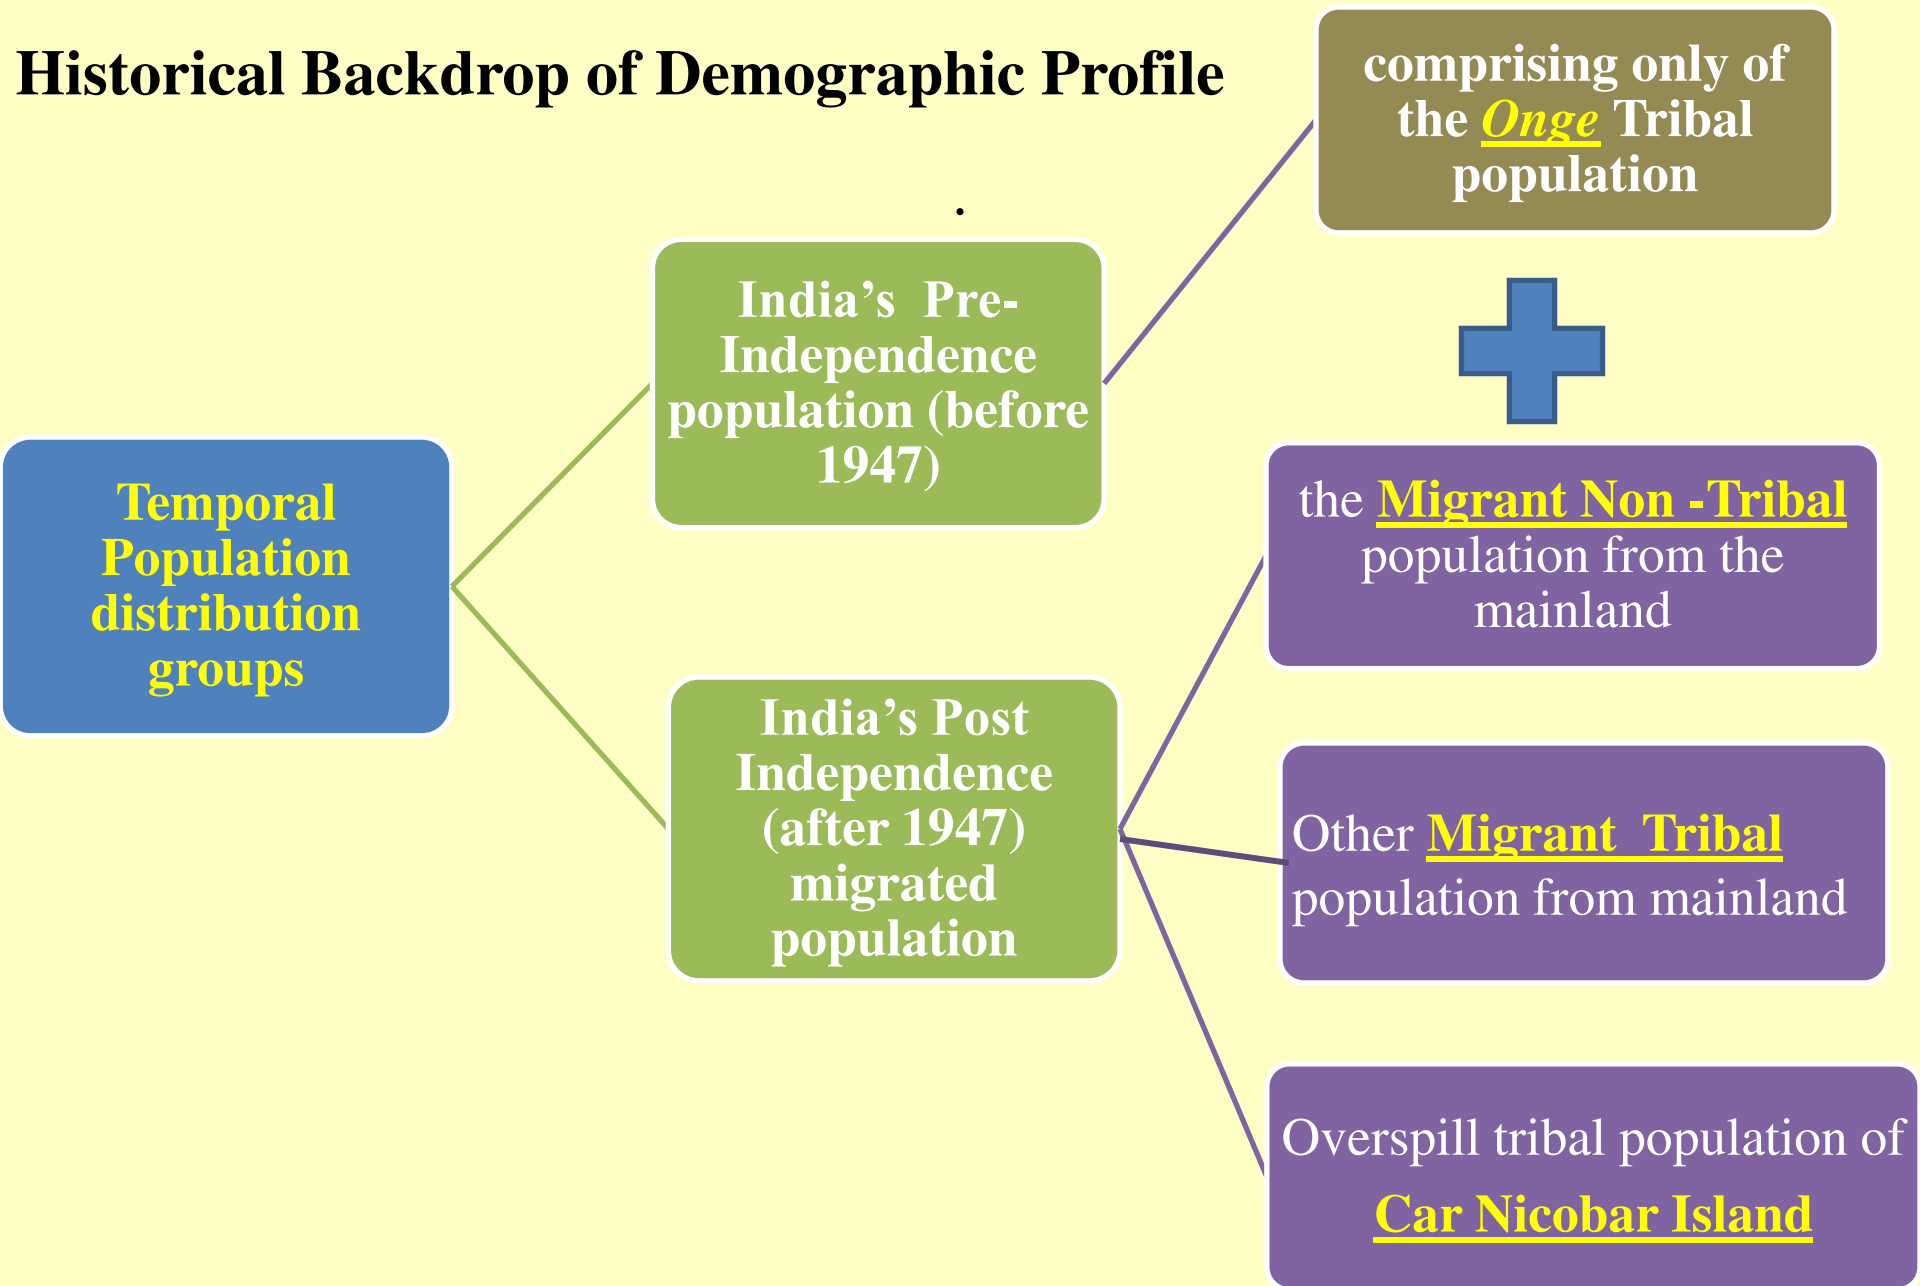 Historical Backdrop of Demographic Profile
.
Temporal
Population
distribution
groups
India’s  Pre-
Independence
population (before
1947)
comprising only of
the Onge Tribal
population
India’s Post
Independence
(after 1947)
migrated
population
the Migrant Non -Tribal
population from the
mainland
Other Migrant  Tribal
population from mainland
Overspill tribal population of
Car Nicobar Island